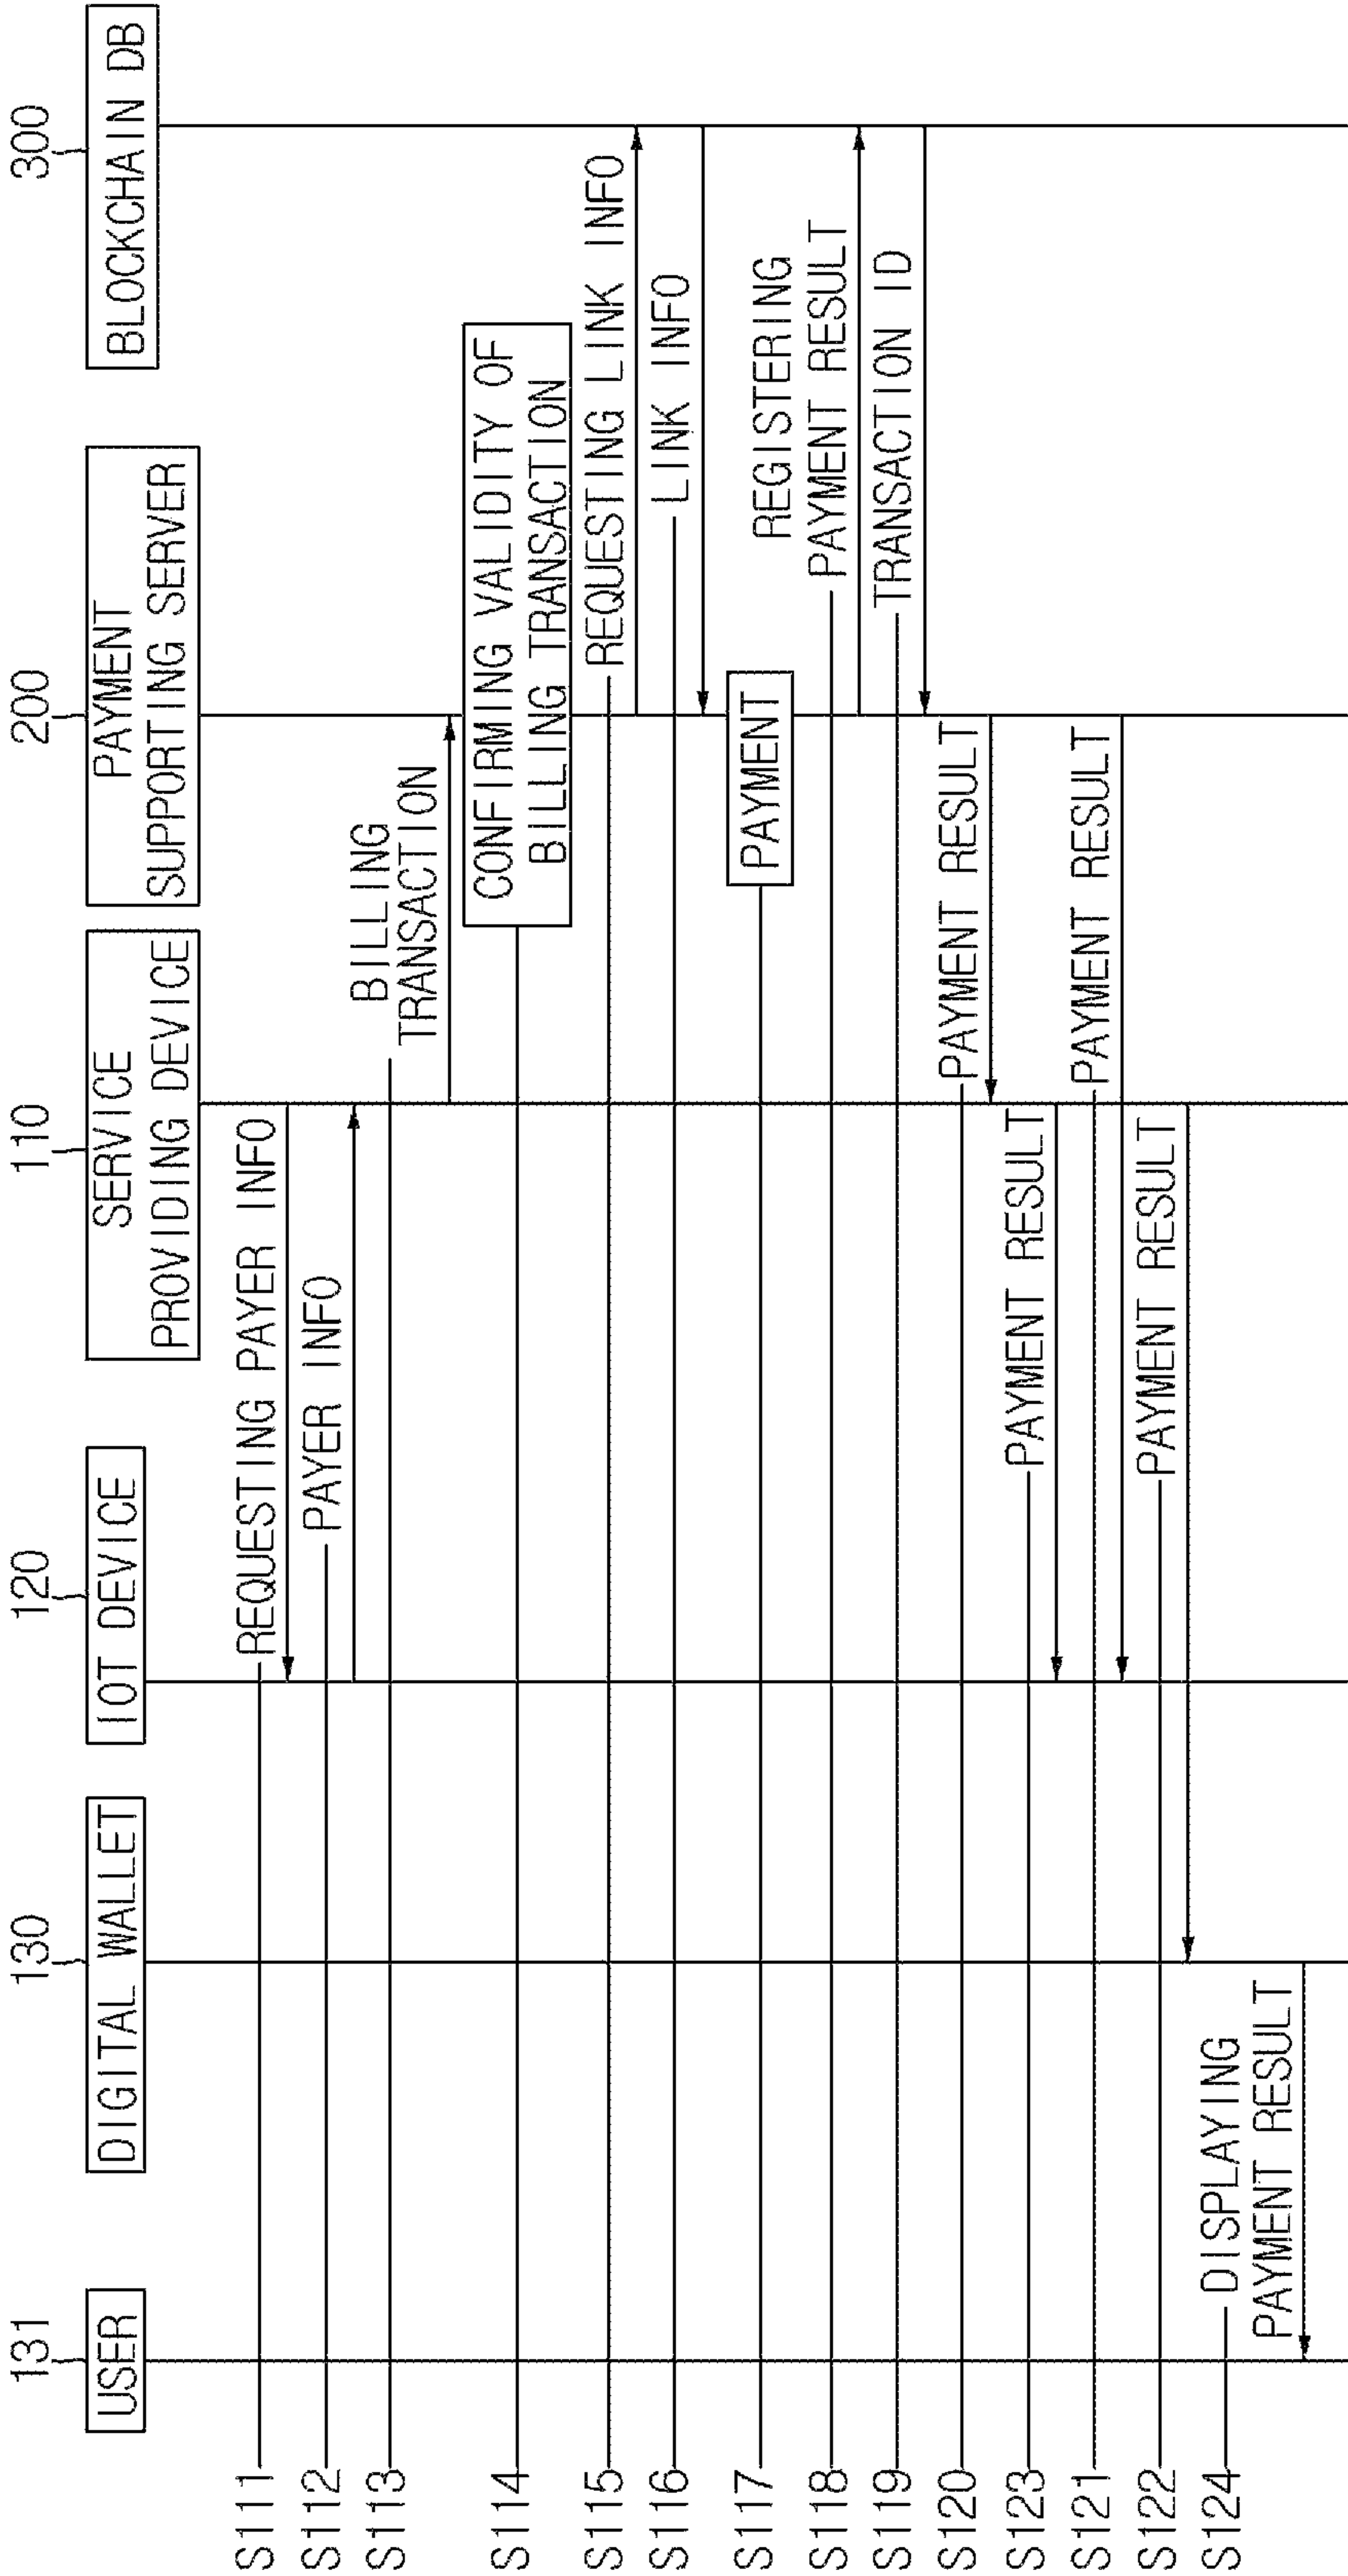 131
130
120
110
200
300
USER
DIGITAL WALLET
IOT DEVICE
SERVICE
PROVIDING DEVICE
PAYMENT
SUPPORTING SERVER
BLOCKCHAIN DB
S111
REQUESTING PAYER INFO
S112
PAYER INFO
S113
BILLING
TRANSACTION
S114
CONFIRMING VALIDITY OF
BILLING TRANSACTION
S115
REQUESTING LINK INFO
S116
LINK INFO
S117
PAYMENT
S118
REGISTERING
PAYMENT RESULT
S119
TRANSACTION ID
S120
PAYMENT RESULT
S123
PAYMENT RESULT
S121
PAYMENT RESULT
S122
PAYMENT RESULT
S124
DISPLAYING
PAYMENT RESULT